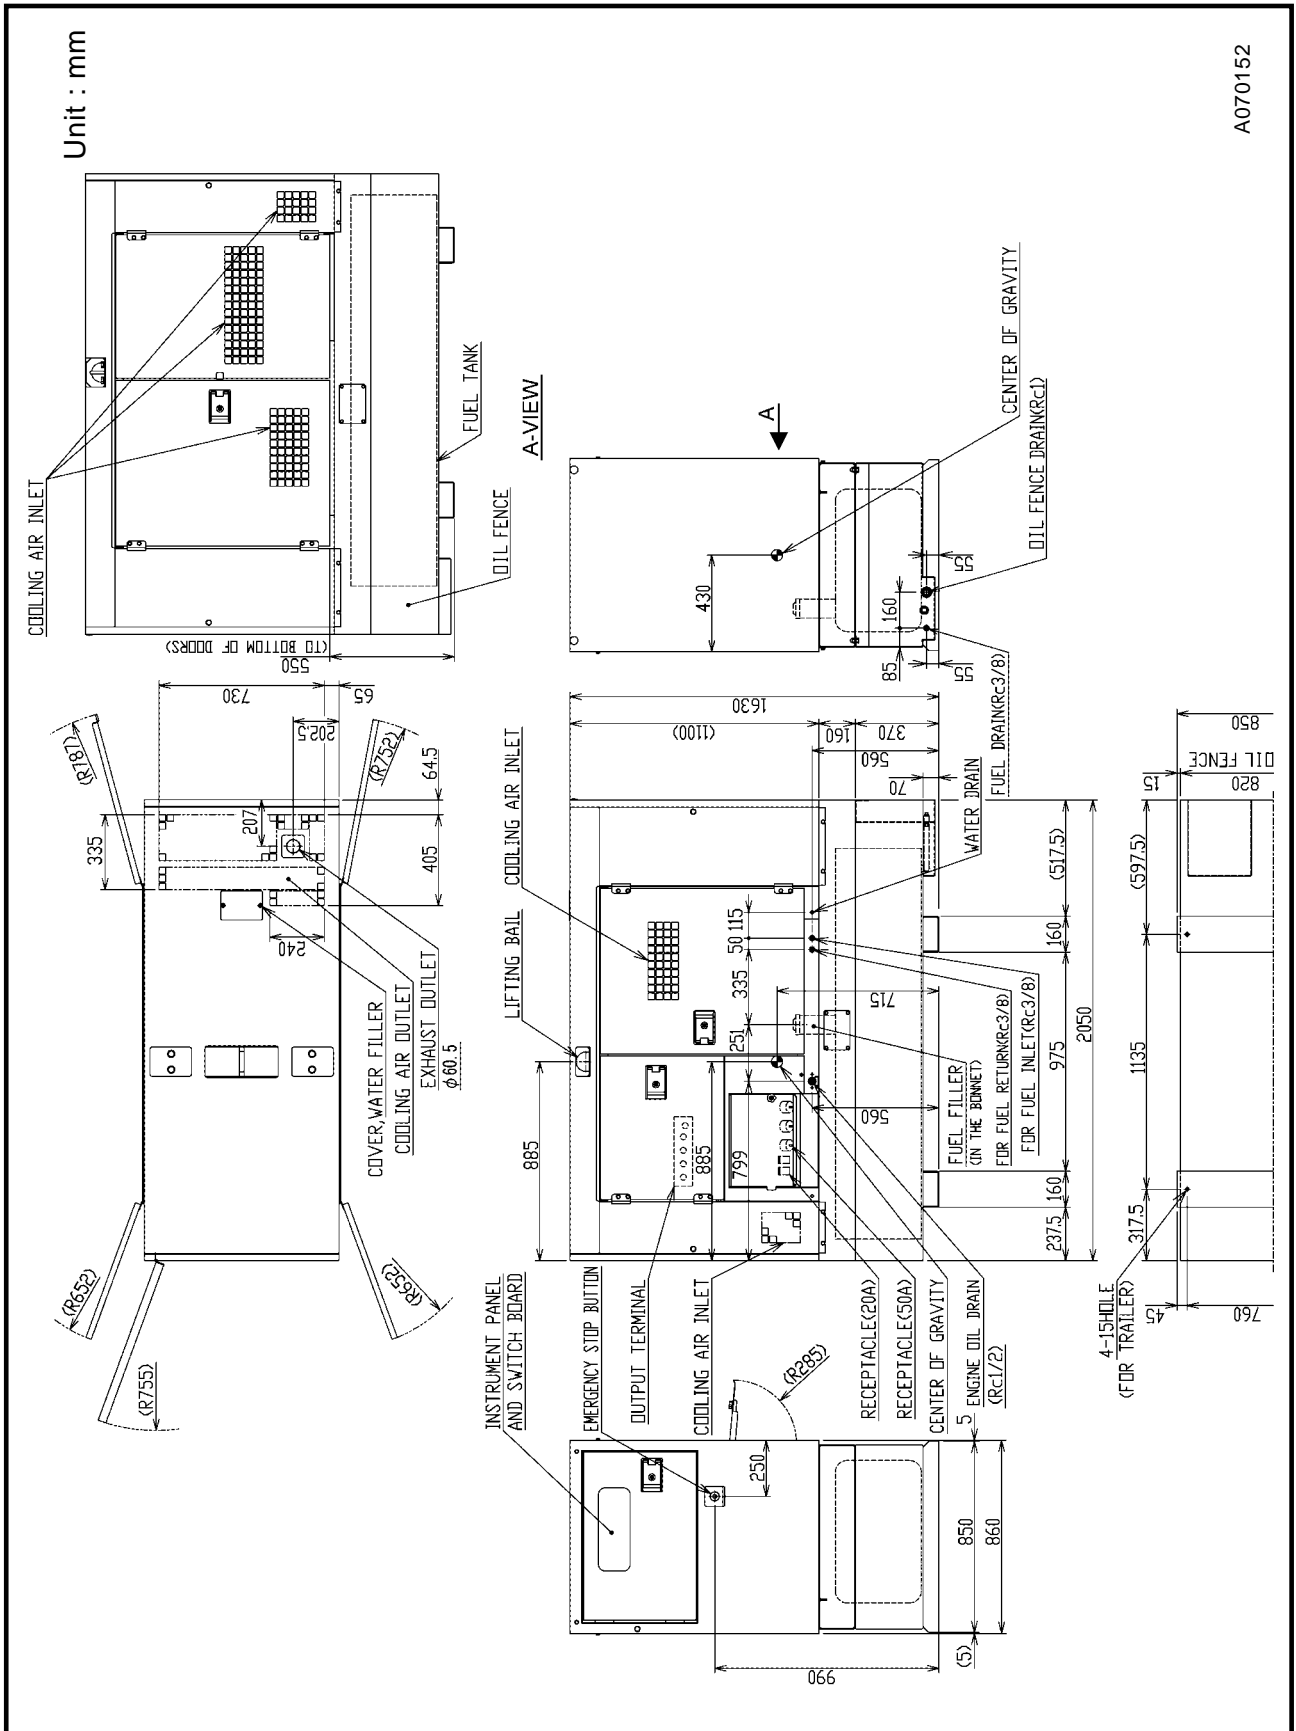 Unit : mm
COOLING AIR INLET
550
(TO BOTTOM OF DOORS)
OIL FENCE
FUEL TANK
A-VIEW
(R755)
(R652)
(R652)
(R787)
(R752)
335
207
405
64.5
240
730
65
202.5
COVER,WATER FILLER
COOLING AIR OUTLET
EXHAUST OUTLET
ϕ60.5
INSTRUMENT PANEL
AND SWITCH BOARD
EMERGENCY STOP BUTTON
OUTPUT TERMINAL
COOLING AIR INLET
(R285)
250
990
850
860
(5)
5
LIFTING BAIL
COOLING AIR INLET
885
885
799
251
335
50
115
715
560
560
1630
(1100)
160
370
70
WATER DRAIN
RECEPTACLE(20A)
RECEPTACLE(50A)
CENTER OF GRAVITY
ENGINE OIL DRAIN
(Rc1/2)
FUEL FILLER
(IN THE BONNET)
FOR FUEL RETURN(Rc3/8)
FOR FUEL INLET(Rc3/8)
237.5
160
975
160
(517.5)
2050
A
430
CENTER OF GRAVITY
85
160
55
55
FUEL DRAIN(Rc3/8)
OIL FENCE DRAIN(Rc1)
4-15HOLE
(FOR TRAILER)
317.5
1135
(597.5)
45
760
15
820
OIL FENCE
850
A070152